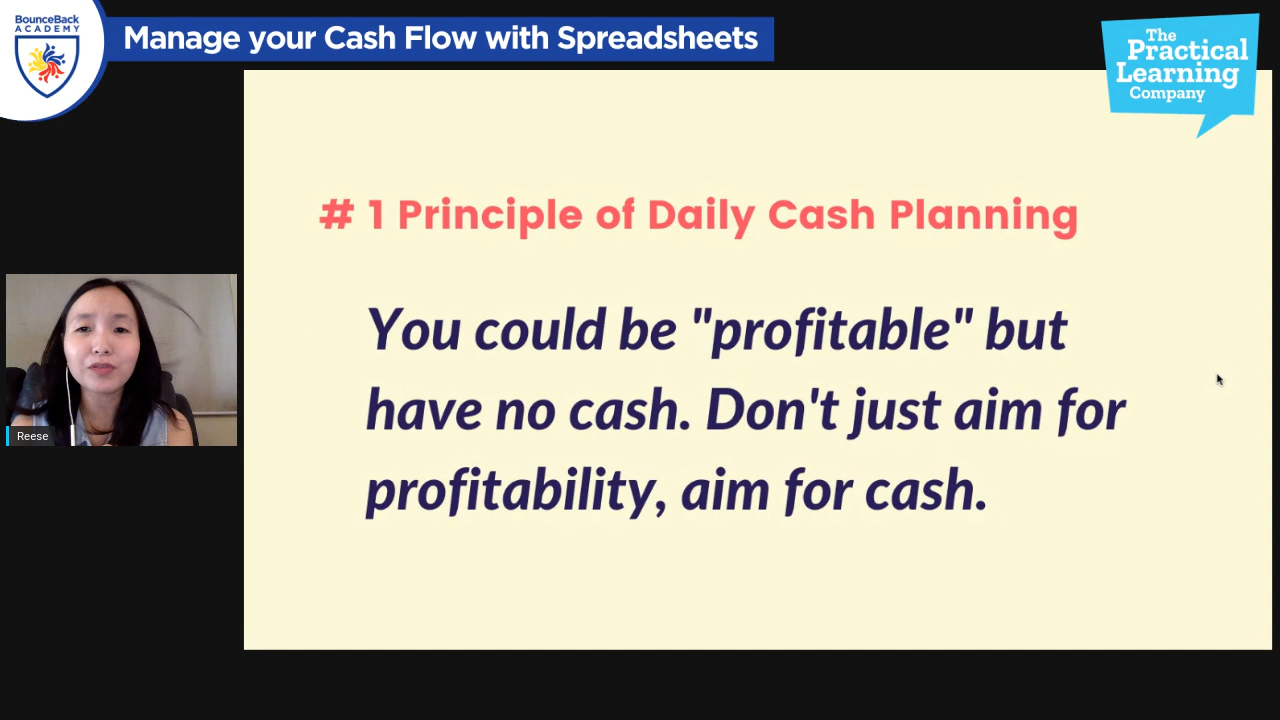 BounceBack
ACADEMY
Manage your Cash Flow with Spreadsheets
The
Practical
Learning
Company
# 1 Principle of Daily Cash Planning
You could be "profitable" but
have no cash. Don't just aim for
profitability, aim for cash.
Reese